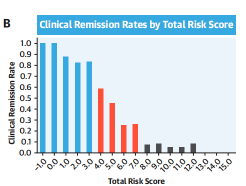 B
Clinical Remission Rates by Total Risk Score
Clinical Remission Rate
1.0
0.9
0.8
0.7
0.6
0.5
0.4
0.3
0.2
0.1
0.0
-1.0 0.0 1.0 2.0 3.0 4.0 5.0 6.0 7.0 8.0 9.0 10.0 11.0 12.0 13.0 14.0 15.0
Total Risk Score